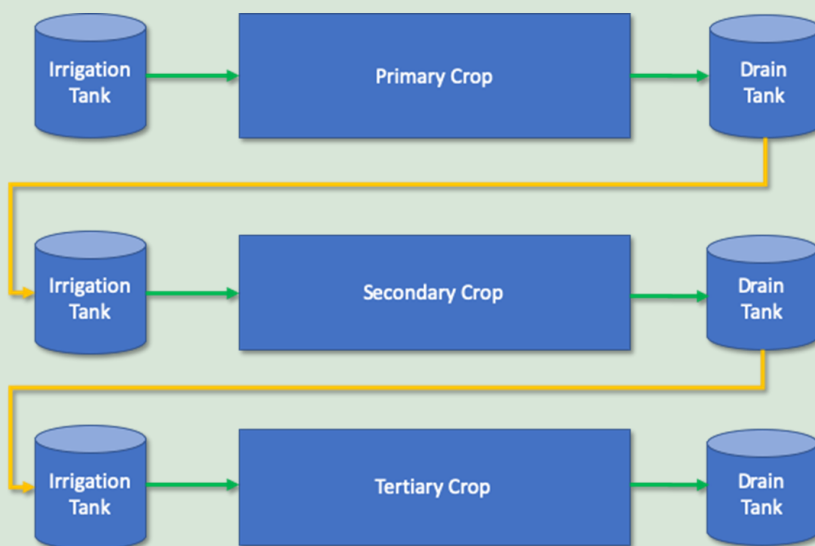 Irrigation
Tank
Primary Crop
Drain
Tank
Irrigation
Tank
Secondary Crop
Drain
Tank
Irrigation
Tank
Tertiary Crop
Drain
Tank